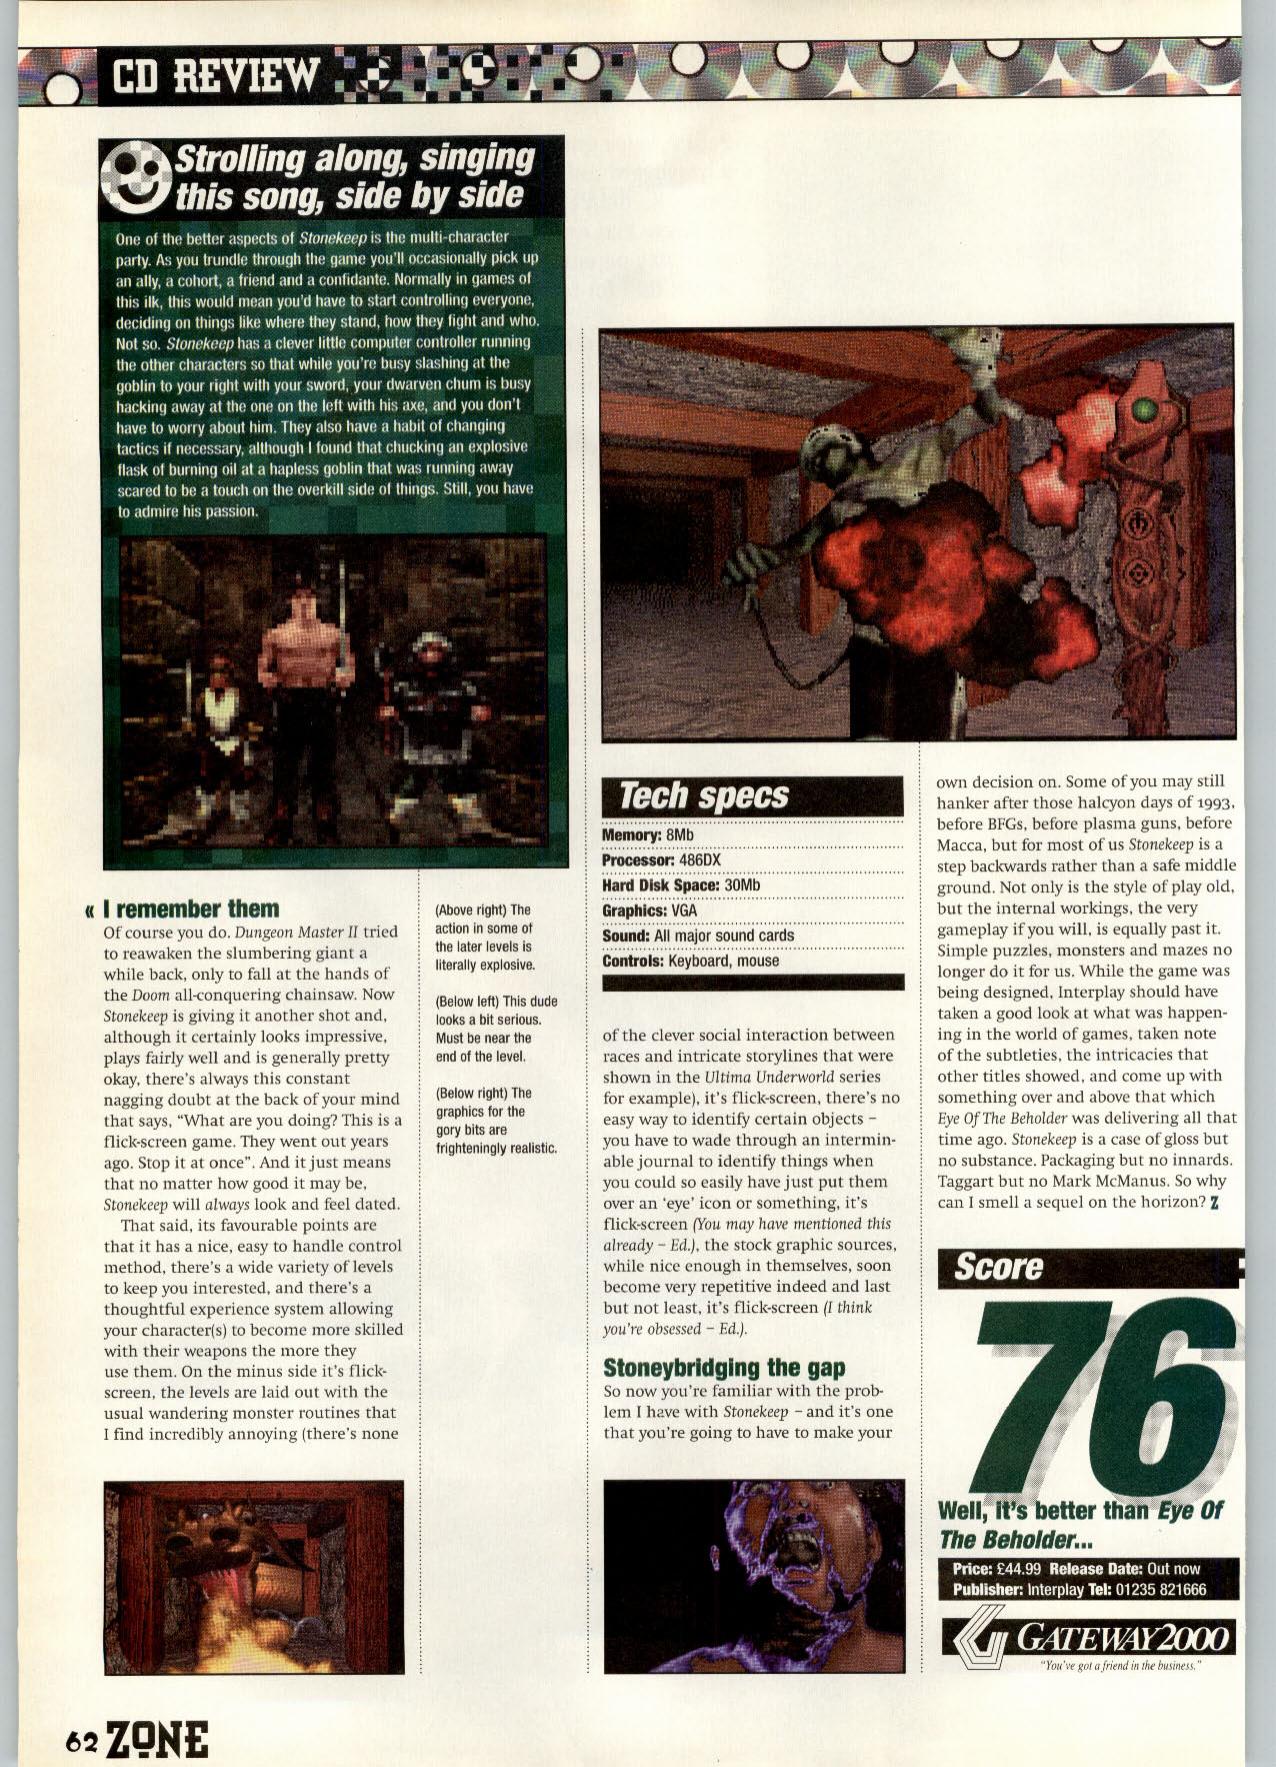 CD REVIEW
Strolling along, singing
this song, side by side
One of the better aspects of Stonekeep is the multi-character
party. As you trundle through the game you'll occasionally pick up
an ally, a cohort, a friend and a confidante. Normally in games of
this ilk, this would mean you'd have to start controlling everyone,
deciding on things like where they stand, how they fight and who.
Not so. Stonekeep has a clever little computer controller running
the other characters so that while you're busy slashing at the
goblin to your right with your sword, your dwarven chum is busy
hacking away at the one on the left with his axe, and you don't
have to worry about him. They also have a habit of changing
tactics if necessary, although I found that chucking an explosive
flask of burning oil at a hapless goblin that was running away
scared to be a touch on the overkill side of things. Still, you have
to admire his passion.
« I remember them
Of course you do. Dungeon Master II tried
to reawaken the slumbering giant a
while back, only to fall at the hands of
the Doom all-conquering chainsaw. Now
Stonekeep is giving it another shot and,
although it certainly looks impressive,
plays fairly well and is generally pretty
okay, there's always this constant
nagging doubt at the back of your mind
that says, “What are you doing? This is a
flick-screen game. They went out years
ago. Stop it at once”. And it just means
that no matter how good it may be,
Stonekeep will always look and feel dated.
That said, its favourable points are
that it has a nice, easy to handle control
method, there's a wide variety of levels
to keep you interested, and there's a
thoughtful experience system allowing
your character(s) to become more skilled
with their weapons the more they
use them. On the minus side it's flick-
screen, the levels are laid out with the
usual wandering monster routines that
I find incredibly annoying (there's none
(Above right) The
action in some of
the later levels is
literally explosive.
(Below left) This dude
looks a bit serious.
Must be near the
end of the level.
(Below right) The
graphics for the
gory bits are
frighteningly realistic.
Tech specs
Memory: 8Mb
Processor: 486DX
Hard Disk Space: 30Mb
Graphics: VGA
Sound: All major sound cards
Controls: Keyboard, mouse
of the clever social interaction between
races and intricate storylines that were
shown in the Ultima Underworld series
for example), it's flick-screen, there's no
easy way to identify certain objects –
you have to wade through an intermin-
able journal to identify things when
you could so easily have just put them
over an ‘eye’ icon or something, it's
flick-screen (You may have mentioned this
already – Ed.), the stock graphic sources,
while nice enough in themselves, soon
become very repetitive indeed and last
but not least, it's flick-screen (I think
you're obsessed – Ed.).
Stoneybridging the gap
So now you're familiar with the prob-
lem I have with Stonekeep – and it's one
that you're going to have to make your
own decision on. Some of you may still
hanker after those halcyon days of 1993,
before BFGs, before plasma guns, before
Macca, but for most of us Stonekeep is a
step backwards rather than a safe middle
ground. Not only is the style of play old,
but the internal workings, the very
gameplay if you will, is equally past it.
Simple puzzles, monsters and mazes no
longer do it for us. While the game was
being designed, Interplay should have
taken a good look at what was happen-
ing in the world of games, taken note
of the subtleties, the intricacies that
other titles showed, and come up with
something over and above that which
Eye Of The Beholder was delivering all that
time ago. Stonekeep is a case of gloss but
no substance. Packaging but no innards.
Taggart but no Mark McManus. So why
can I smell a sequel on the horizon? Z
Score
76
Well, it's better than Eye Of
The Beholder...
Price: £44.99 Release Date: Out now
Publisher: Interplay Tel: 01235 821666
GATEWAY2000
“You've got a friend in the business.”
62 ZONE